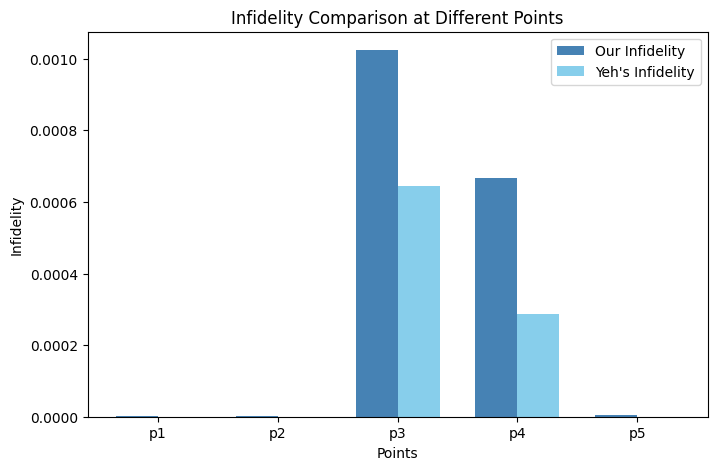 Infidelity Comparison at Different Points
Our Infidelity
Yeh's Infidelity
Infidelity
0.0010
0.0008
0.0006
0.0004
0.0002
0.0000
p1 p2 p3 p4 p5
Points